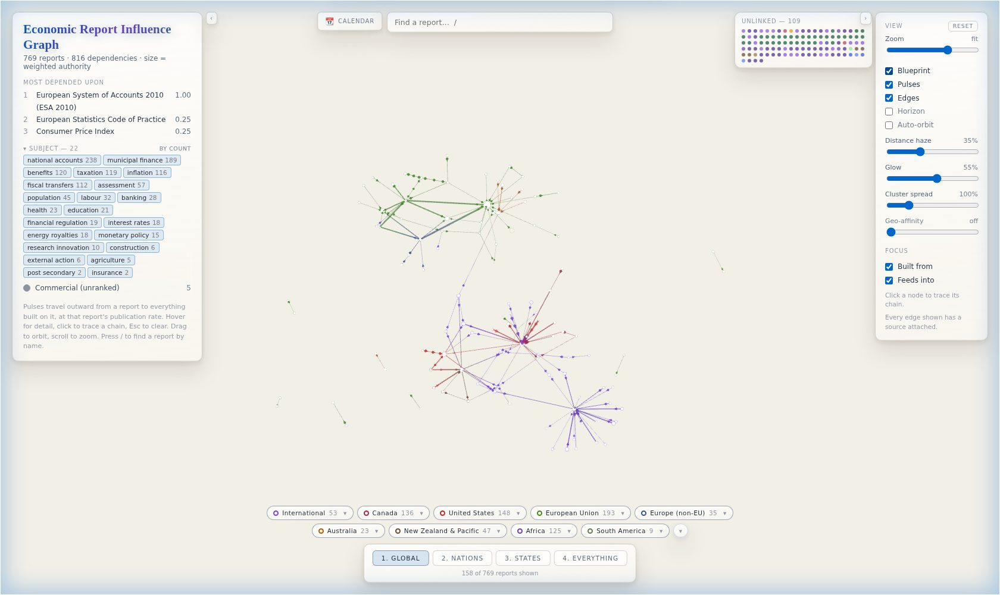 Economic Report Influence
Graph
769 reports · 816 dependencies · size =
weighted authority
MOST DEPENDED UPON
1 European System of Accounts 2010 1.00
(ESA 2010)
2 European Statistics Code of Practice 0.25
3 Consumer Price Index 0.25
▾ SUBJECT — 22 BY COUNT
national accounts 238 municipal finance 189
benefits 120 taxation 119 inflation 116
fiscal transfers 112 assessment 57
population 45 labour 32 banking 28
health 23 education 21
financial regulation 19 interest rates 18
energy royalties 18 monetary policy 15
research innovation 10 construction 6
external action 6 agriculture 5
post secondary 2 insurance 2
Commercial (unranked) 5
Pulses travel outward from a report to everything
built on it, at that report's publication rate. Hover
for detail, click to trace a chain, Esc to clear. Drag
to orbit, scroll to zoom. Press / to find a report by
name.
‹
CALENDAR
Find a report... /
UNLINKED — 109
›
VIEW RESET
Zoom fit
Blueprint
Pulses
Edges
Horizon
Auto-orbit
Distance haze 35%
Glow 55%
Cluster spread 100%
Geo-affinity off
FOCUS
Built from
Feeds into
Click a node to trace its
chain.
Every edge shown has a
source attached.
International 53 ▾ Canada 136 ▾ United States 148 ▾ European Union 193 ▾ Europe (non-EU) 35 ▾
Australia 23 ▾ New Zealand & Pacific 47 ▾ Africa 125 ▾ South America 9 ▾ ▾
1. GLOBAL 2. NATIONS 3. STATES 4. EVERYTHING
158 of 769 reports shown